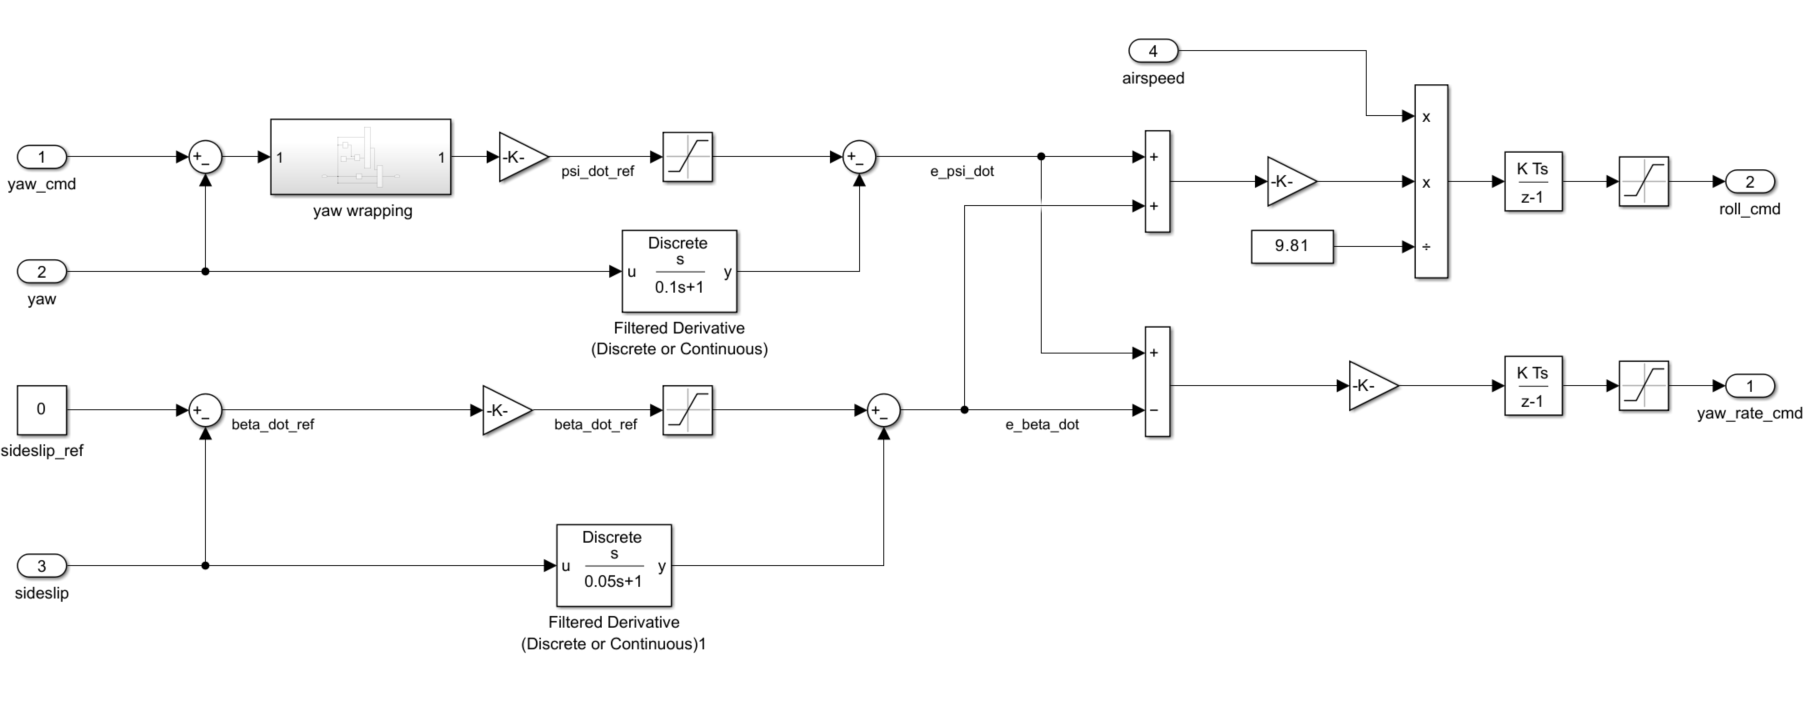 4
airspeed
x
1
yaw_cmd
+
_
1
1
yaw wrapping
-K-
psi_dot_ref
+
_
e_psi_dot
+
+
-K-
x
K Ts
z-1
2
roll_cmd
9.81
÷
2
yaw
Discrete
s
u
y
0.1s+1
Filtered Derivative
(Discrete or Continuous)
0
sideslip_ref
+
_
beta_dot_ref
-K-
beta_dot_ref
+
_
e_beta_dot
+
−
-K-
K Ts
z-1
1
yaw_rate_cmd
3
sideslip
Discrete
s
u
y
0.05s+1
Filtered Derivative
(Discrete or Continuous)1